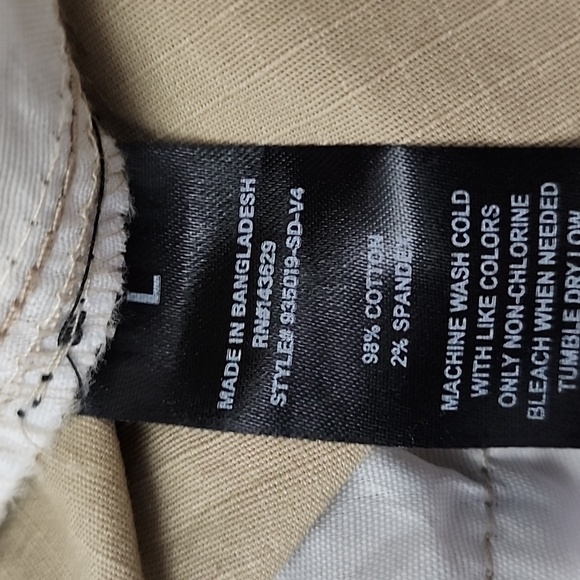 L
MADE IN BANGLADESH
RN#143629
STYLE# 945019-SD-V4
98% COTTON
2% SPANDEX
MACHINE WASH COLD
WITH LIKE COLORS
ONLY NON-CHLORINE
BLEACH WHEN NEEDED
TUMBLE DRY LOW